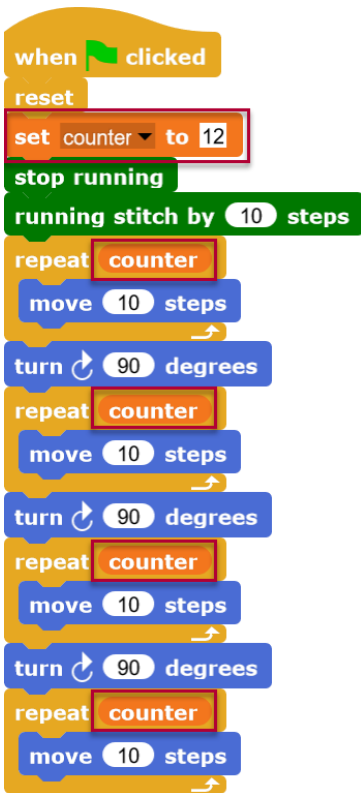 when clicked
reset
set counter to 12
stop running
running stitch by 10 steps
repeat counter
move 10 steps
turn 90 degrees
repeat counter
move 10 steps
turn 90 degrees
repeat counter
move 10 steps
turn 90 degrees
repeat counter
move 10 steps